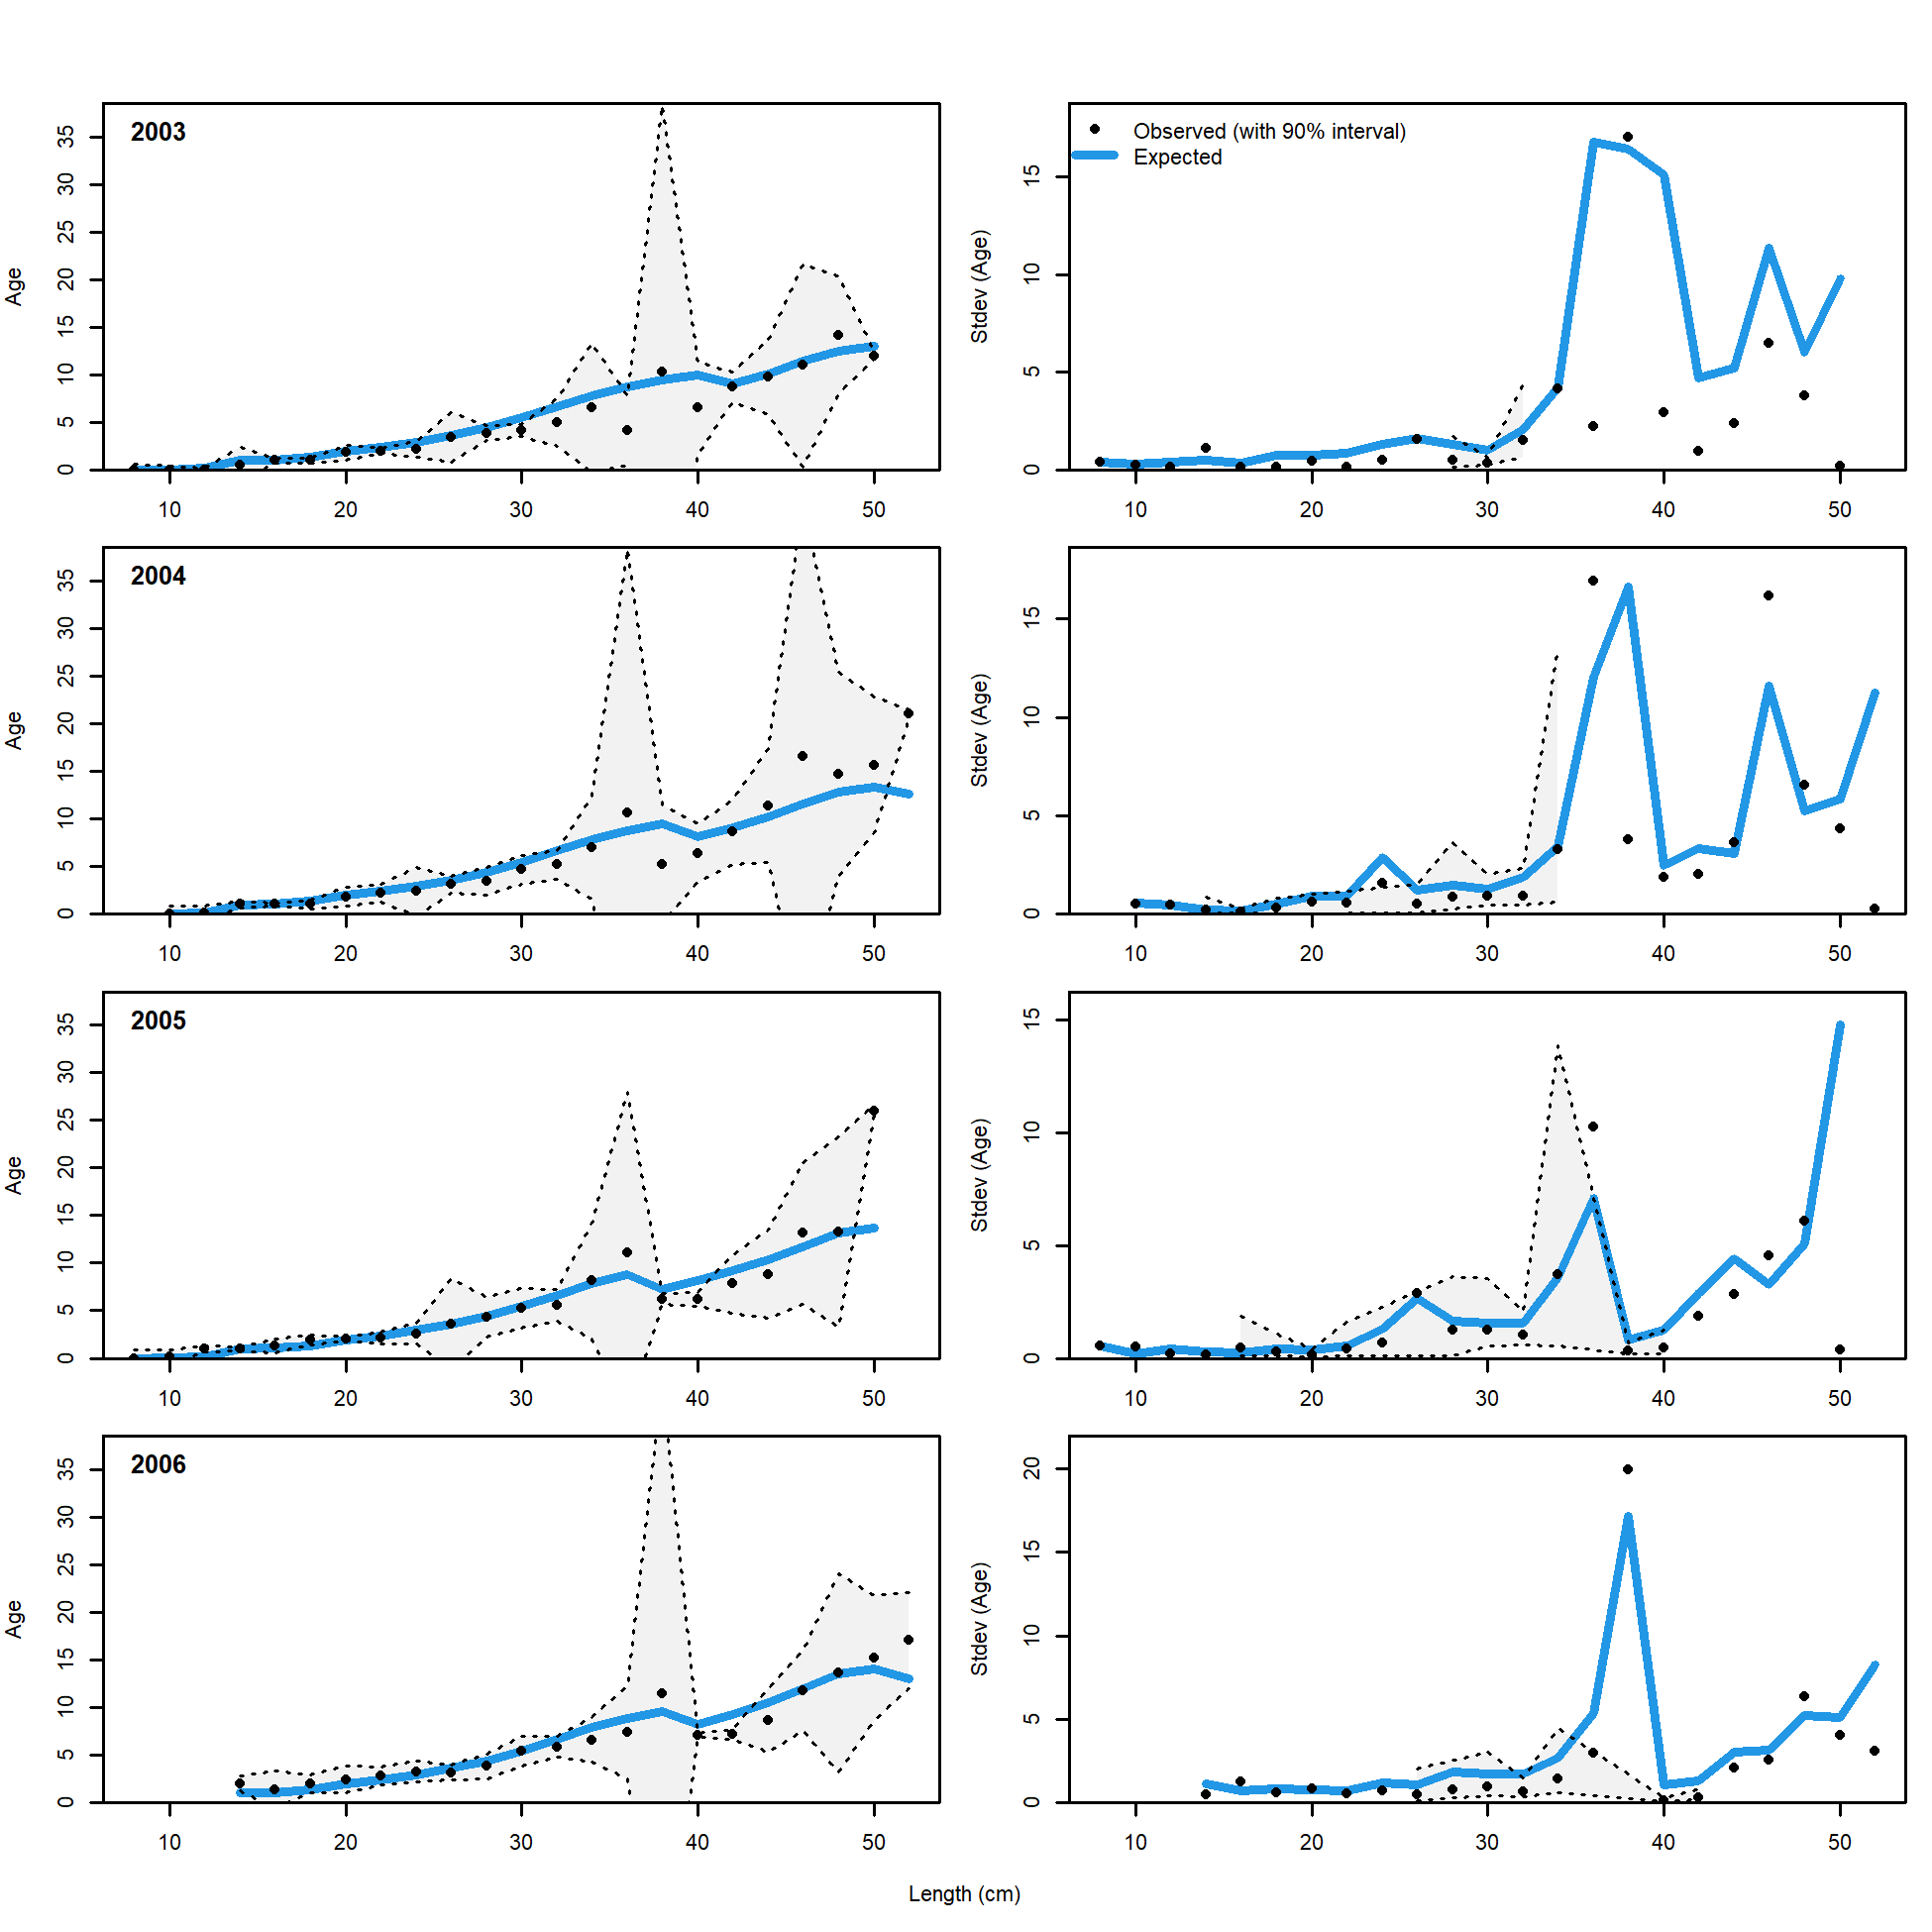 2003
Age
0 5 10 15 20 25 30 35
10 20 30 40 50
Observed (with 90% interval)
Expected
Stdev (Age)
0 5 10 15
10 20 30 40 50
2004
Age
0 5 10 15 20 25 30 35
10 20 30 40 50
Stdev (Age)
0 5 10 15
10 20 30 40 50
2005
Age
0 5 10 15 20 25 30 35
10 20 30 40 50
Stdev (Age)
0 5 10 15
10 20 30 40 50
2006
Age
0 5 10 15 20 25 30 35
10 20 30 40 50
Stdev (Age)
0 5 10 15 20
10 20 30 40 50
Length (cm)